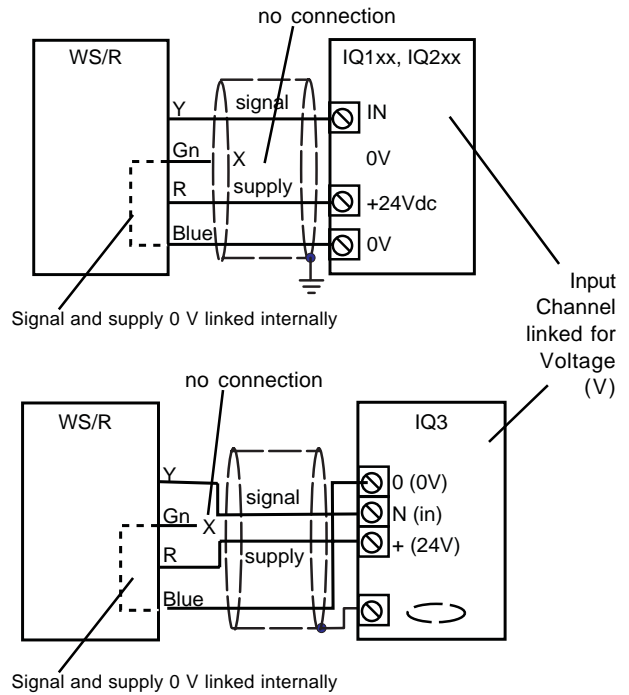 no connection
WS/R
IQ1xx, IQ2xx
Y
signal
IN
Gn
X
0V
R
supply
+24Vdc
Blue
0V
Signal and supply 0 V linked internally
Input
Channel
linked for
Voltage
(V)
no connection
WS/R
IQ3
Y
0 (0V)
signal
N (in)
Gn
X
R
supply
+ (24V)
Blue
Signal and supply 0 V linked internally